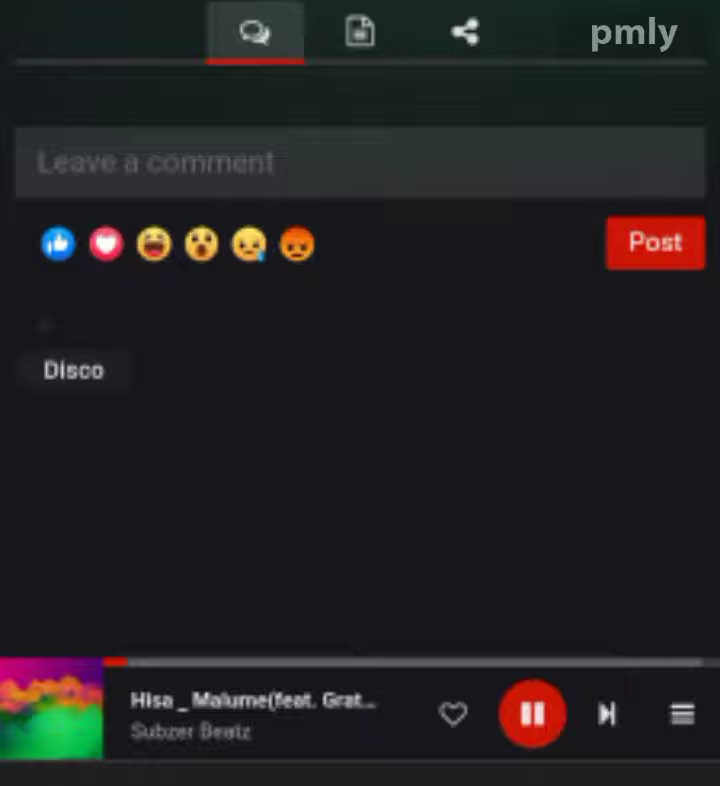 pmly
Leave a comment
Post
Disco
Hisa _ Malume(feat. Grat...
Subzer Beatz